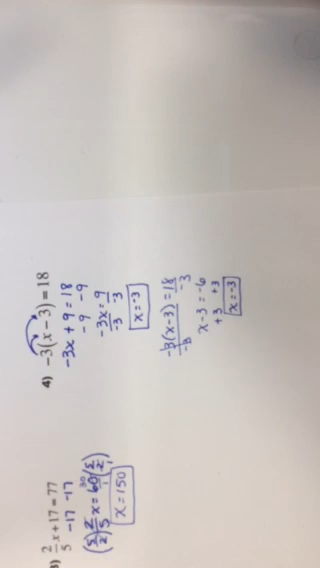 3) 2/5 x + 17 = 77
-17 -17
(5/2) 2/5 x = 60 (5/2)
30
1
x = 150
4) -3(x - 3) = 18
-3x + 9 = 18
- 9 - 9
-3x = 9
-3 -3
x = -3
-3(x-3) = 18
-3 -3
x - 3 = -6
+3 +3
x = -3